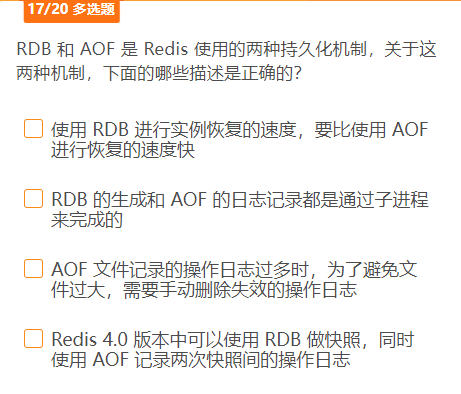 17/20 多选题
RDB 和 AOF 是 Redis 使用的两种持久化机制，关于这
两种机制，下面的哪些描述是正确的？
使用 RDB 进行实例恢复的速度，要比使用 AOF
进行恢复的速度快
RDB 的生成和 AOF 的日志记录都是通过子进程
来完成的
AOF 文件记录的操作日志过多时，为了避免文
件过大，需要手动删除失效的操作日志
Redis 4.0 版本中可以使用 RDB 做快照，同时
使用 AOF 记录两次快照间的操作日志